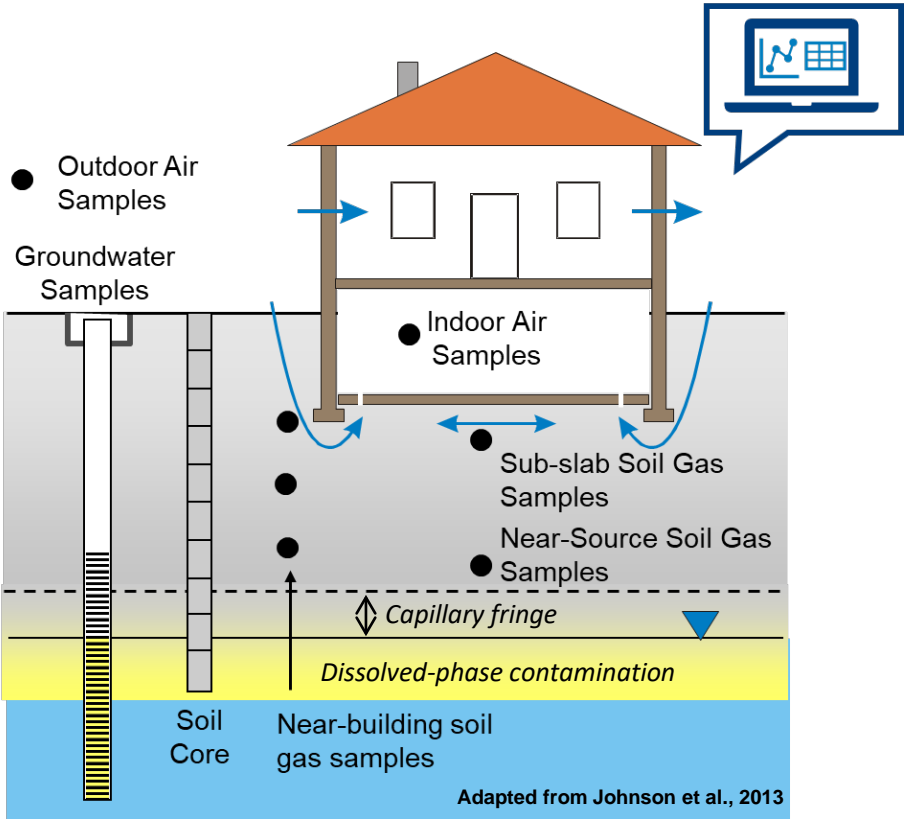 Outdoor Air
Samples
Groundwater
Samples
Indoor Air
Samples
Sub-slab Soil Gas
Samples
Near-Source Soil Gas
Samples
Capillary fringe
Dissolved-phase contamination
Soil
Core
Near-building soil
gas samples
Adapted from Johnson et al., 2013